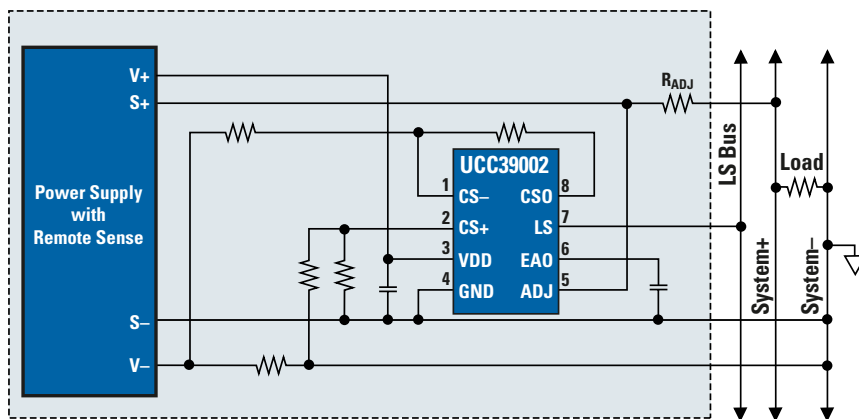 V+
S+
Power Supply
with
Remote Sense
S–
V–
R_ADJ
UCC39002
1 CS–
2 CS+
3 VDD
4 GND
CSO 8
LS 7
EAO 6
ADJ 5
LS Bus
System+
Load
System–